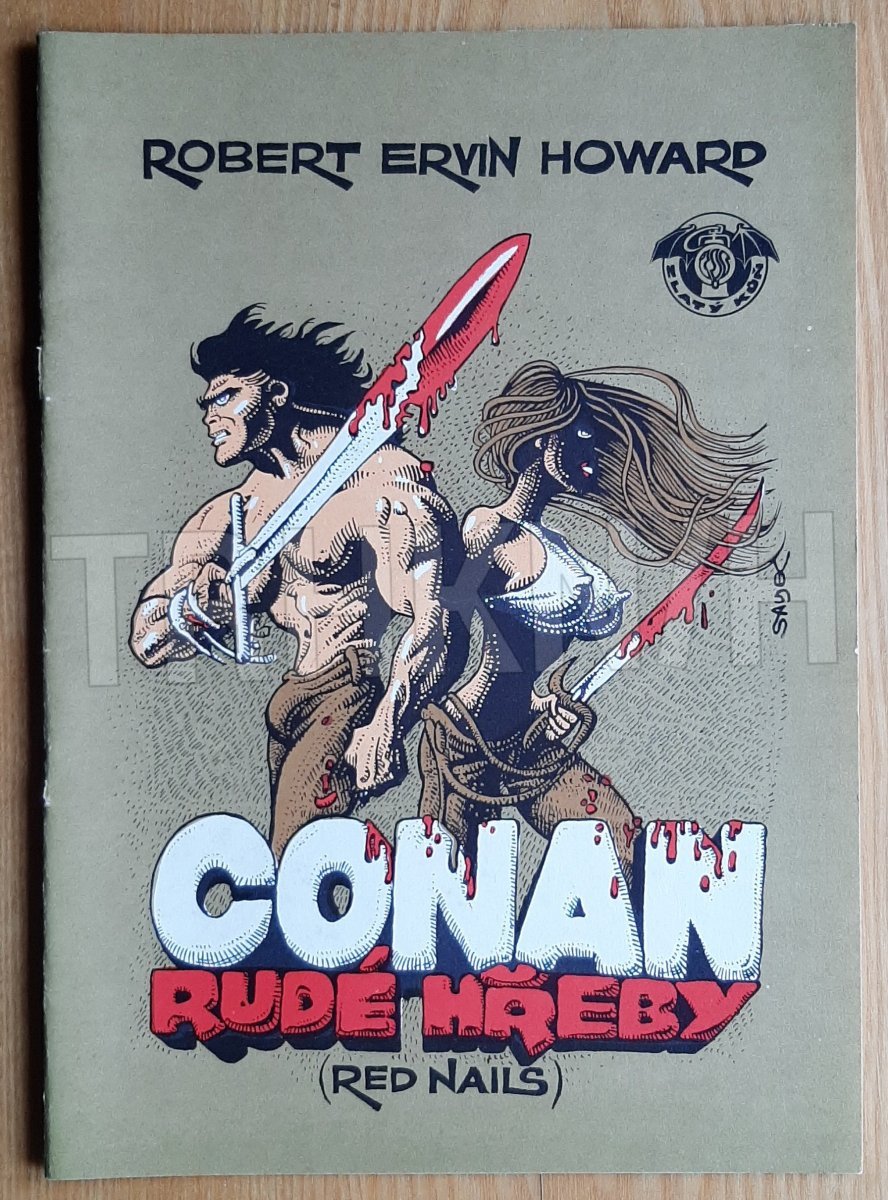 ROBERT ERVIN HOWARD
ZLATÝ KŮŇ
SAUDEK
CONAN
RUDÉ HŘEBY
(RED NAILS)